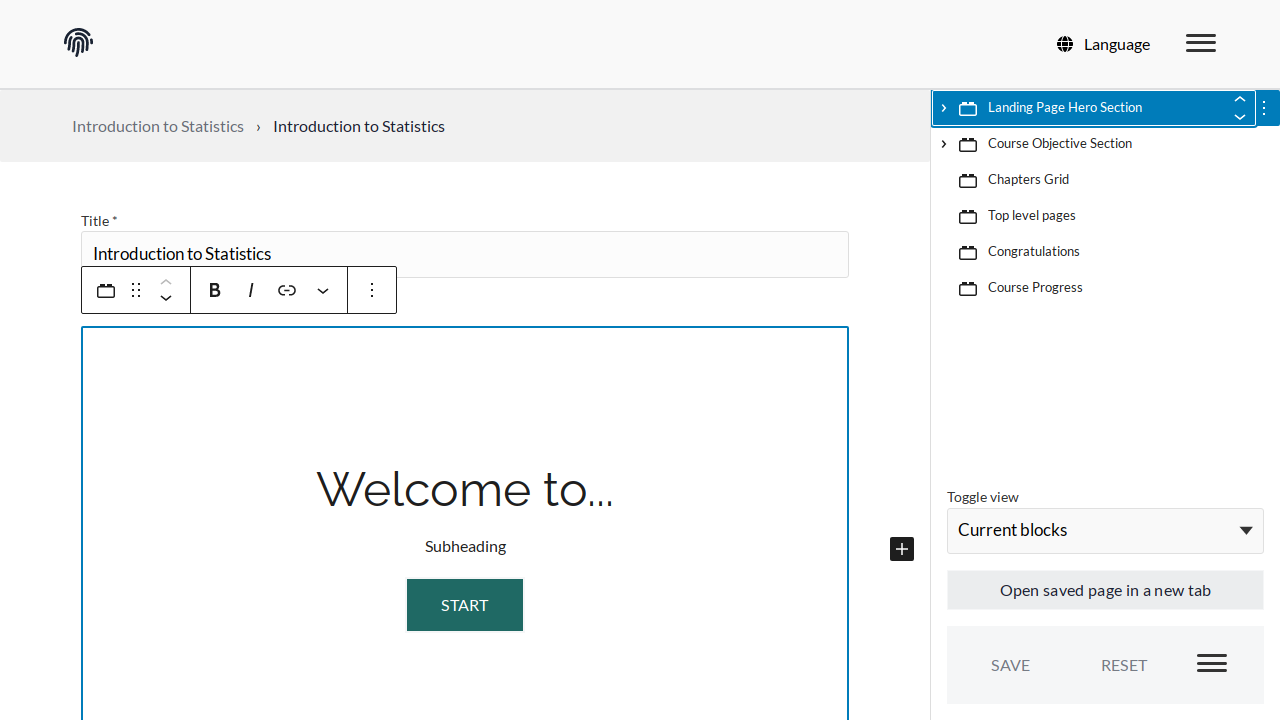 Language
Introduction to Statistics › Introduction to Statistics
Title *
Introduction to Statistics
B I
Welcome to...
Subheading
START
Landing Page Hero Section
Course Objective Section
Chapters Grid
Top level pages
Congratulations
Course Progress
Toggle view
Current blocks
Open saved page in a new tab
SAVE RESET